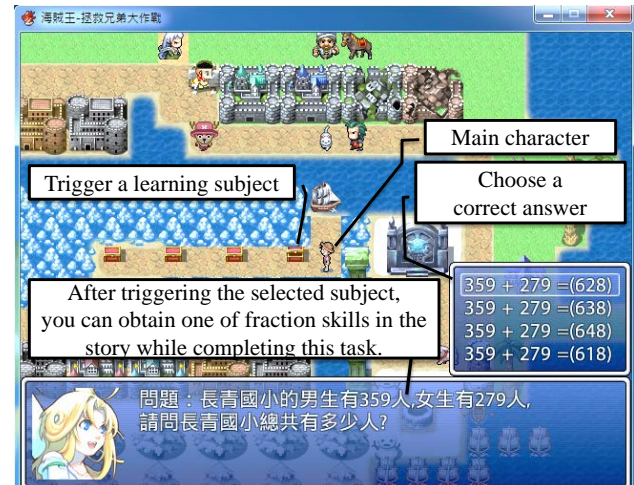 海賊王-拯救兄弟大作戰
Main character
Trigger a learning subject
Choose a
correct answer
359 + 279 =(628)
359 + 279 =(638)
359 + 279 =(648)
359 + 279 =(618)
After triggering the selected subject,
you can obtain one of fraction skills in the
story while completing this task.
問題：長青國小的男生有359人,女生有279人,
請問長青國小總共有多少人?